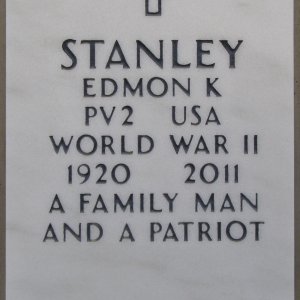 STANLEY
EDMON K
PV2 USA
WORLD WAR II
1920 2011
A FAMILY MAN
AND A PATRIOT